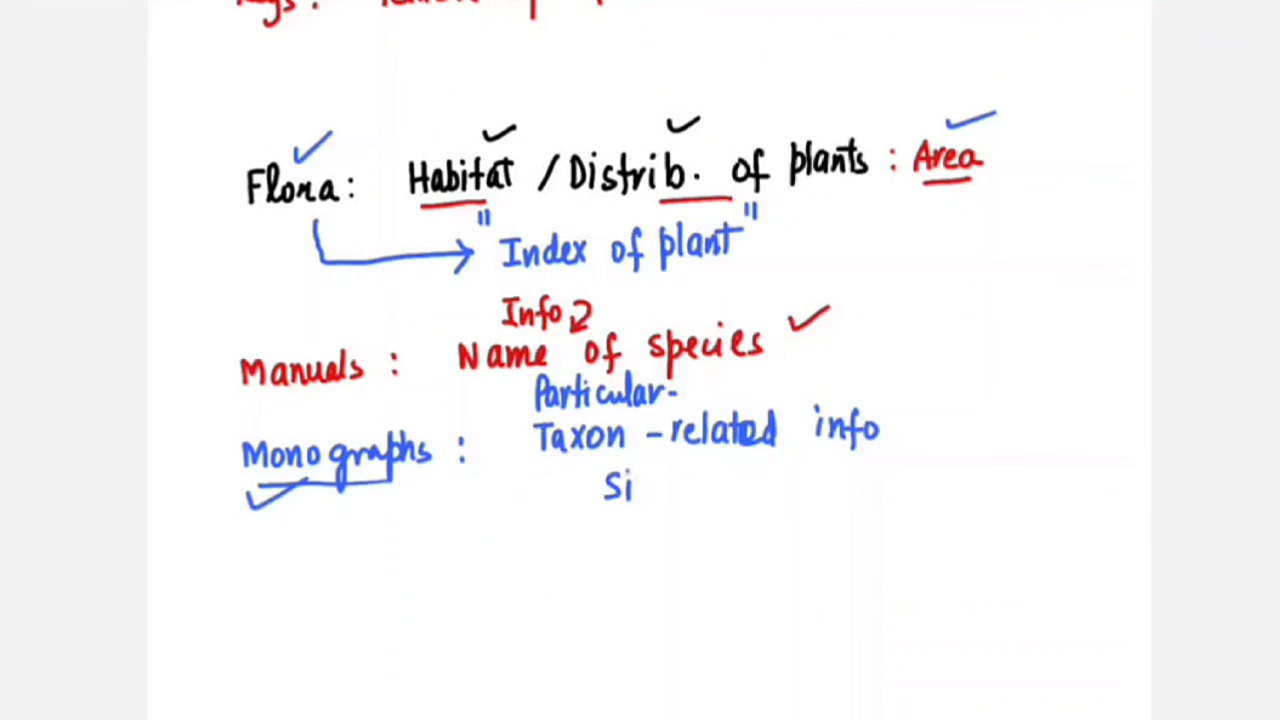 Flora: Habitat / Distrib. of plants : Area
"Index of plant"
Info
Manuals : Name of species
Particular-
Monographs : Taxon - related info
Si